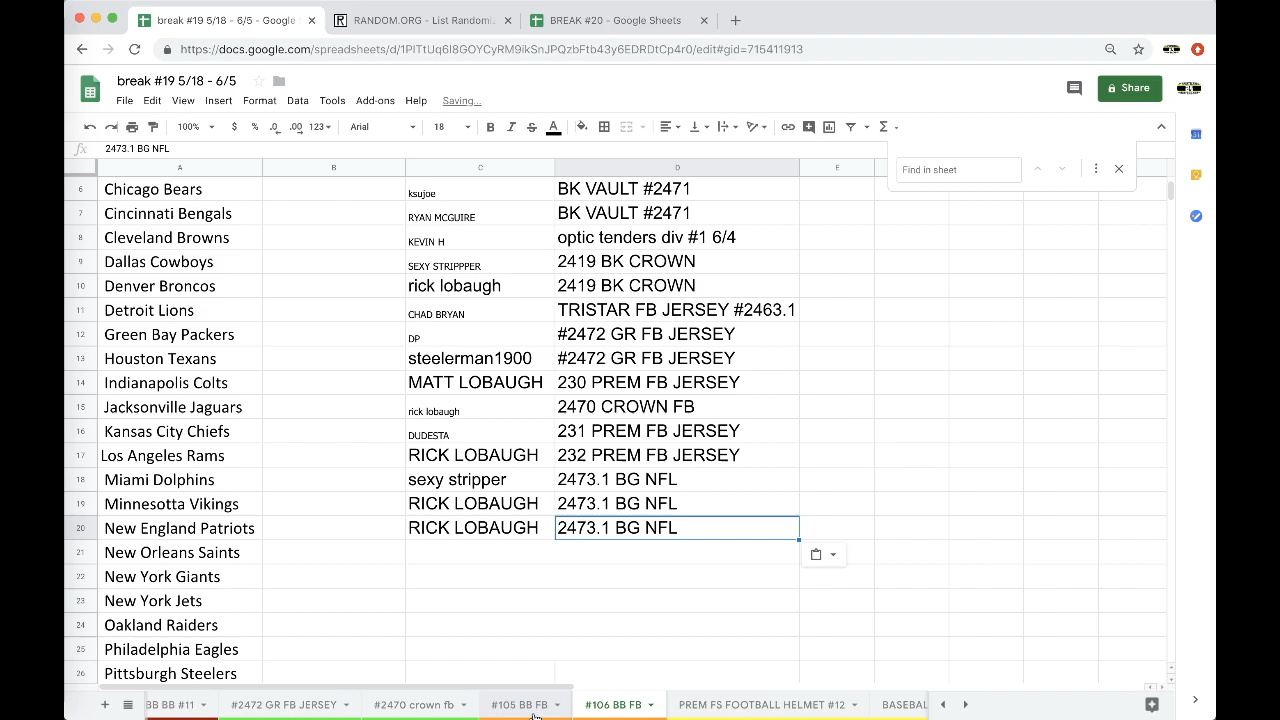 break #19 5/18 - 6/5 - Google
RANDOM.ORG - List Randomi
BREAK #20 - Google Sheets
https://docs.google.com/spreadsheets/d/1PlTtUq6I8GOYCyRM9ikSnJPQzbFtb43y6EDRDtCp4r0/edit#gid=715411913
break #19 5/18 - 6/5
File Edit View Insert Format Data Tools Add-ons Help Saving...
Share
100% $ % .0 .00 123 Arial 18 B I S A
fx 2473.1 BG NFL
Find in sheet
A B C D E
6 Chicago Bears ksujoe BK VAULT #2471
7 Cincinnati Bengals RYAN MCGUIRE BK VAULT #2471
8 Cleveland Browns KEVIN H optic tenders div #1 6/4
9 Dallas Cowboys SEXY STRIPPPER 2419 BK CROWN
10 Denver Broncos rick lobaugh 2419 BK CROWN
11 Detroit Lions CHAD BRYAN TRISTAR FB JERSEY #2463.1
12 Green Bay Packers DP #2472 GR FB JERSEY
13 Houston Texans steelerman1900 #2472 GR FB JERSEY
14 Indianapolis Colts MATT LOBAUGH 230 PREM FB JERSEY
15 Jacksonville Jaguars rick lobaugh 2470 CROWN FB
16 Kansas City Chiefs DUDESTA 231 PREM FB JERSEY
17 Los Angeles Rams RICK LOBAUGH 232 PREM FB JERSEY
18 Miami Dolphins sexy stripper 2473.1 BG NFL
19 Minnesota Vikings RICK LOBAUGH 2473.1 BG NFL
20 New England Patriots RICK LOBAUGH 2473.1 BG NFL
21 New Orleans Saints
22 New York Giants
23 New York Jets
24 Oakland Raiders
25 Philadelphia Eagles
26 Pittsburgh Steelers
BB BB #11 #2472 GR FB JERSEY #2470 crown FB #105 BB FB #106 BB FB PREM FS FOOTBALL HELMET #12 BASEBAL